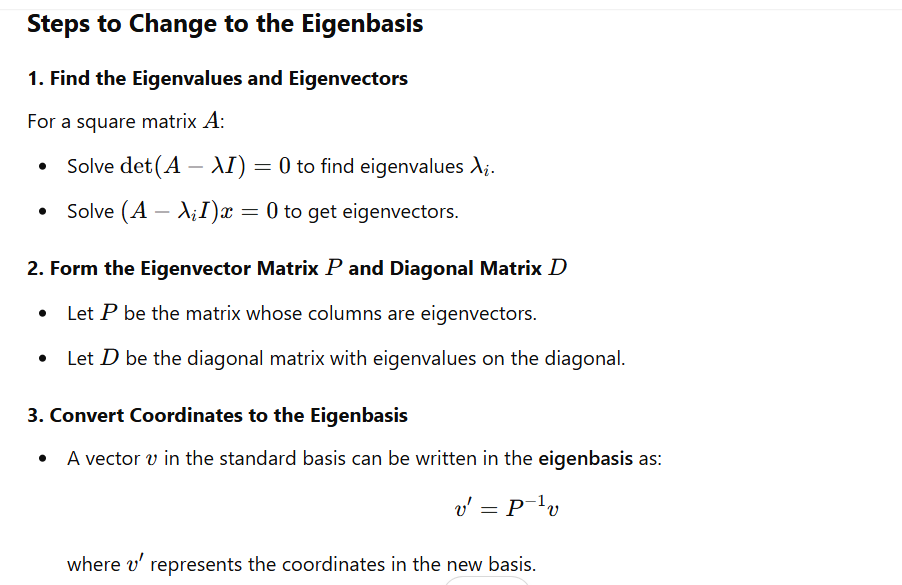 Steps to Change to the Eigenbasis
1. Find the Eigenvalues and Eigenvectors
For a square matrix A:
• Solve det(A − λI) = 0 to find eigenvalues λᵢ.
• Solve (A − λᵢI)x = 0 to get eigenvectors.
2. Form the Eigenvector Matrix P and Diagonal Matrix D
• Let P be the matrix whose columns are eigenvectors.
• Let D be the diagonal matrix with eigenvalues on the diagonal.
3. Convert Coordinates to the Eigenbasis
• A vector v in the standard basis can be written in the eigenbasis as:
v′ = P⁻¹v
where v′ represents the coordinates in the new basis.